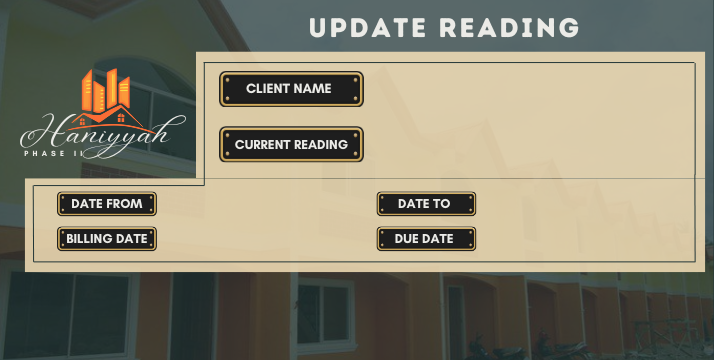 UPDATE READING
Haniyyah
PHASE II
CLIENT NAME
CURRENT READING
DATE FROM
DATE TO
BILLING DATE
DUE DATE